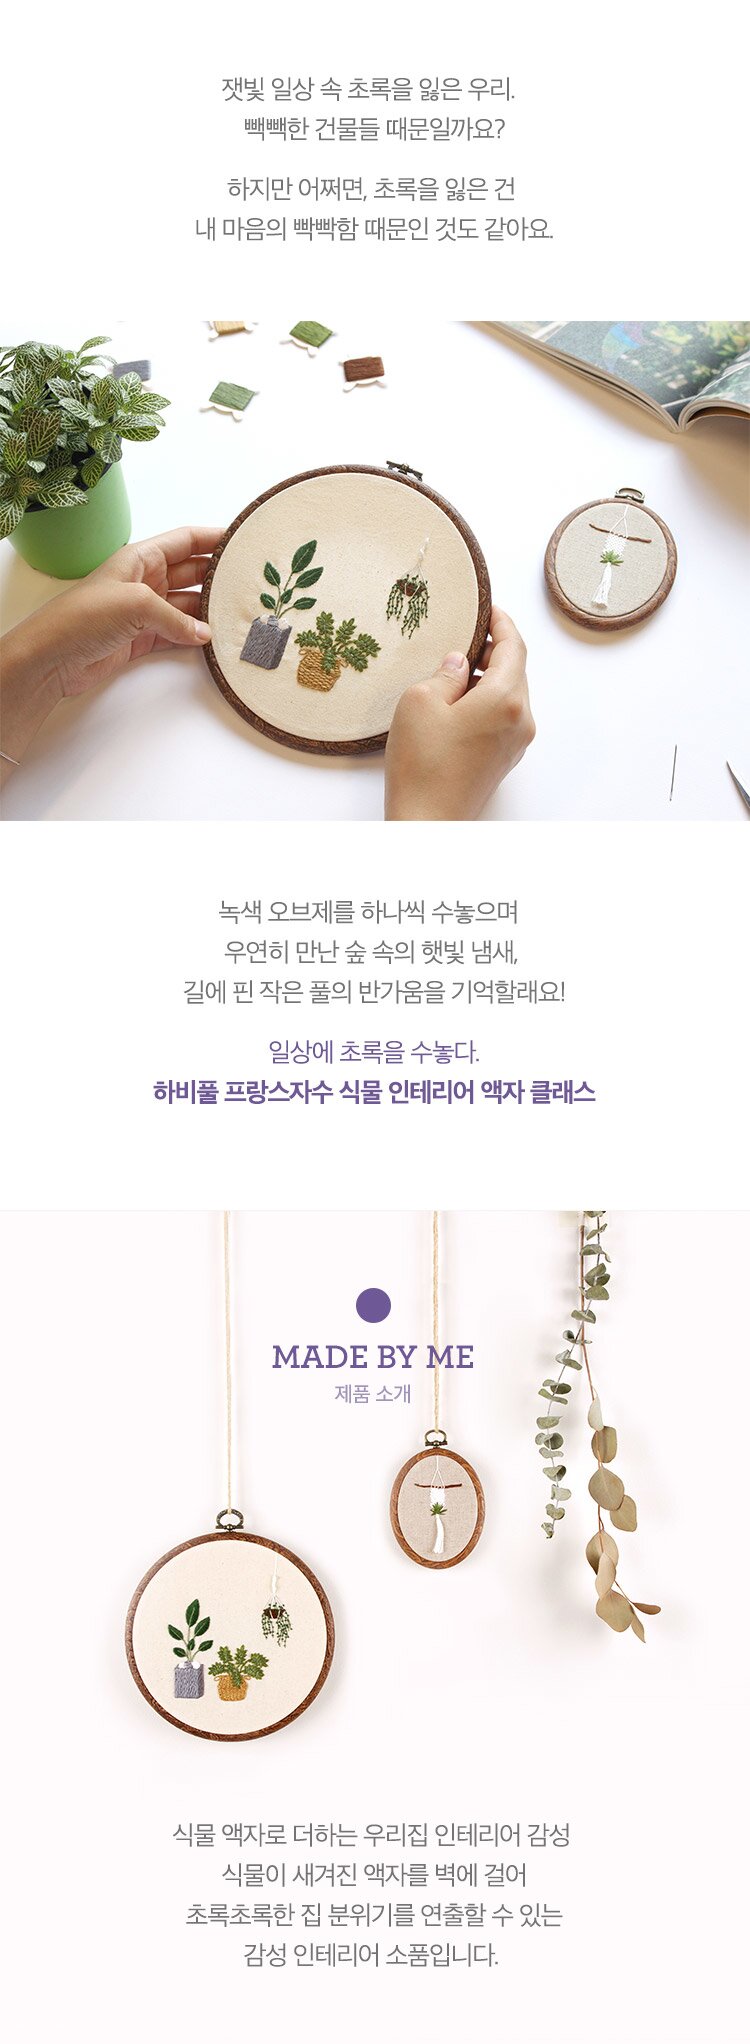 잿빛 일상 속 초록을 잃은 우리.
빽빽한 건물들 때문일까요?
하지만 어쩌면, 초록을 잃은 건
내 마음의 빡빡함 때문인 것도 같아요.
녹색 오브제를 하나씩 수놓으며
우연히 만난 숲 속의 햇빛 냄새,
길에 핀 작은 풀의 반가움을 기억할래요!
일상에 초록을 수놓다.
하비풀 프랑스자수 식물 인테리어 액자 클래스
MADE BY ME
제품 소개
식물 액자로 더하는 우리집 인테리어 감성
식물이 새겨진 액자를 벽에 걸어
초록초록한 집 분위기를 연출할 수 있는
감성 인테리어 소품입니다.